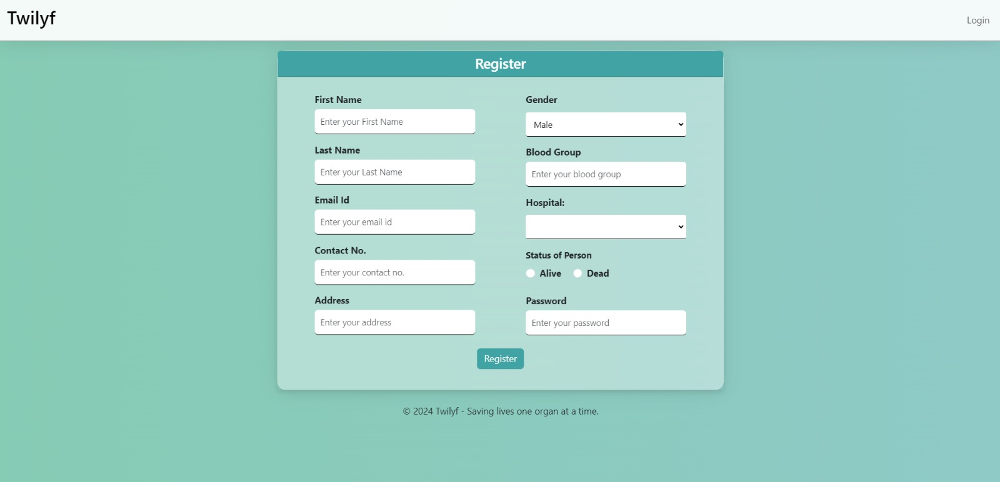 Twilyf
Login
Register
First Name
Enter your First Name
Last Name
Enter your Last Name
Email Id
Enter your email id
Contact No.
Enter your contact no.
Address
Enter your address
Gender
Male
Blood Group
Enter your blood group
Hospital:
Status of Person
Alive
Dead
Password
Enter your password
Register
© 2024 Twilyf - Saving lives one organ at a time.